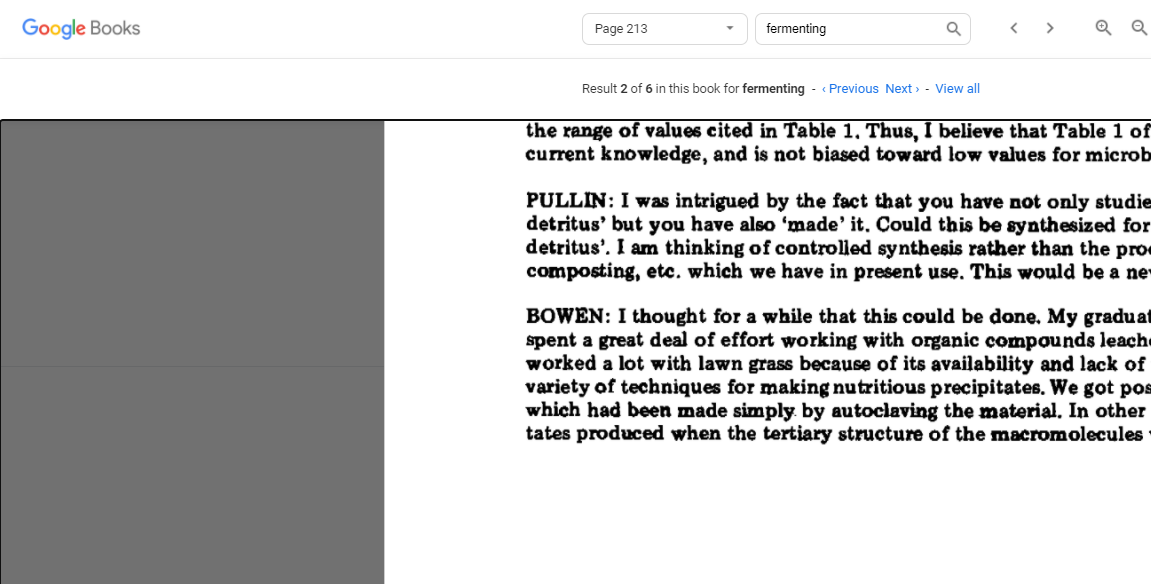 Google Books
Page 213
fermenting
Result 2 of 6 in this book for fermenting - ‹ Previous Next › - View all
the range of values cited in Table 1. Thus, I believe that Table 1 of
current knowledge, and is not biased toward low values for microb
PULLIN: I was intrigued by the fact that you have not only studie
detritus' but you have also 'made' it. Could this be synthesized for
detritus'. I am thinking of controlled synthesis rather than the pro
composting, etc. which we have in present use. This would be a ne
BOWEN: I thought for a while that this could be done. My graduat
spent a great deal of effort working with organic compounds leach
worked a lot with lawn grass because of its availability and lack of
variety of techniques for making nutritious precipitates. We got pos
which had been made simply by autoclaving the material. In other
tates produced when the tertiary structure of the macromolecules